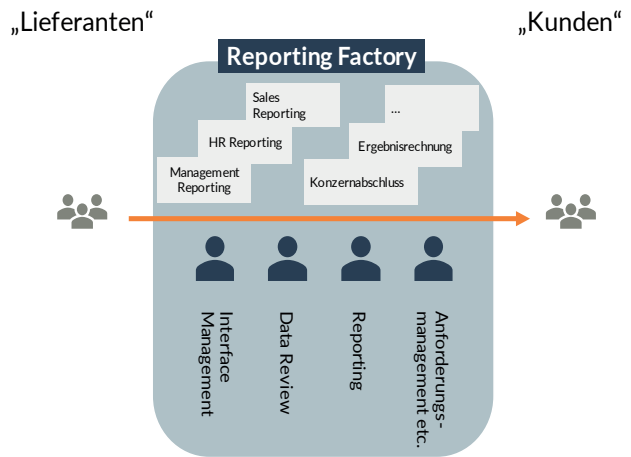 „Lieferanten“
„Kunden“
Reporting Factory
Sales
Reporting
...
HR Reporting
Ergebnisrechnung
Management
Reporting
Konzernabschluss
Interface
Management
Data Review
Reporting
Anforderungs-
management etc.